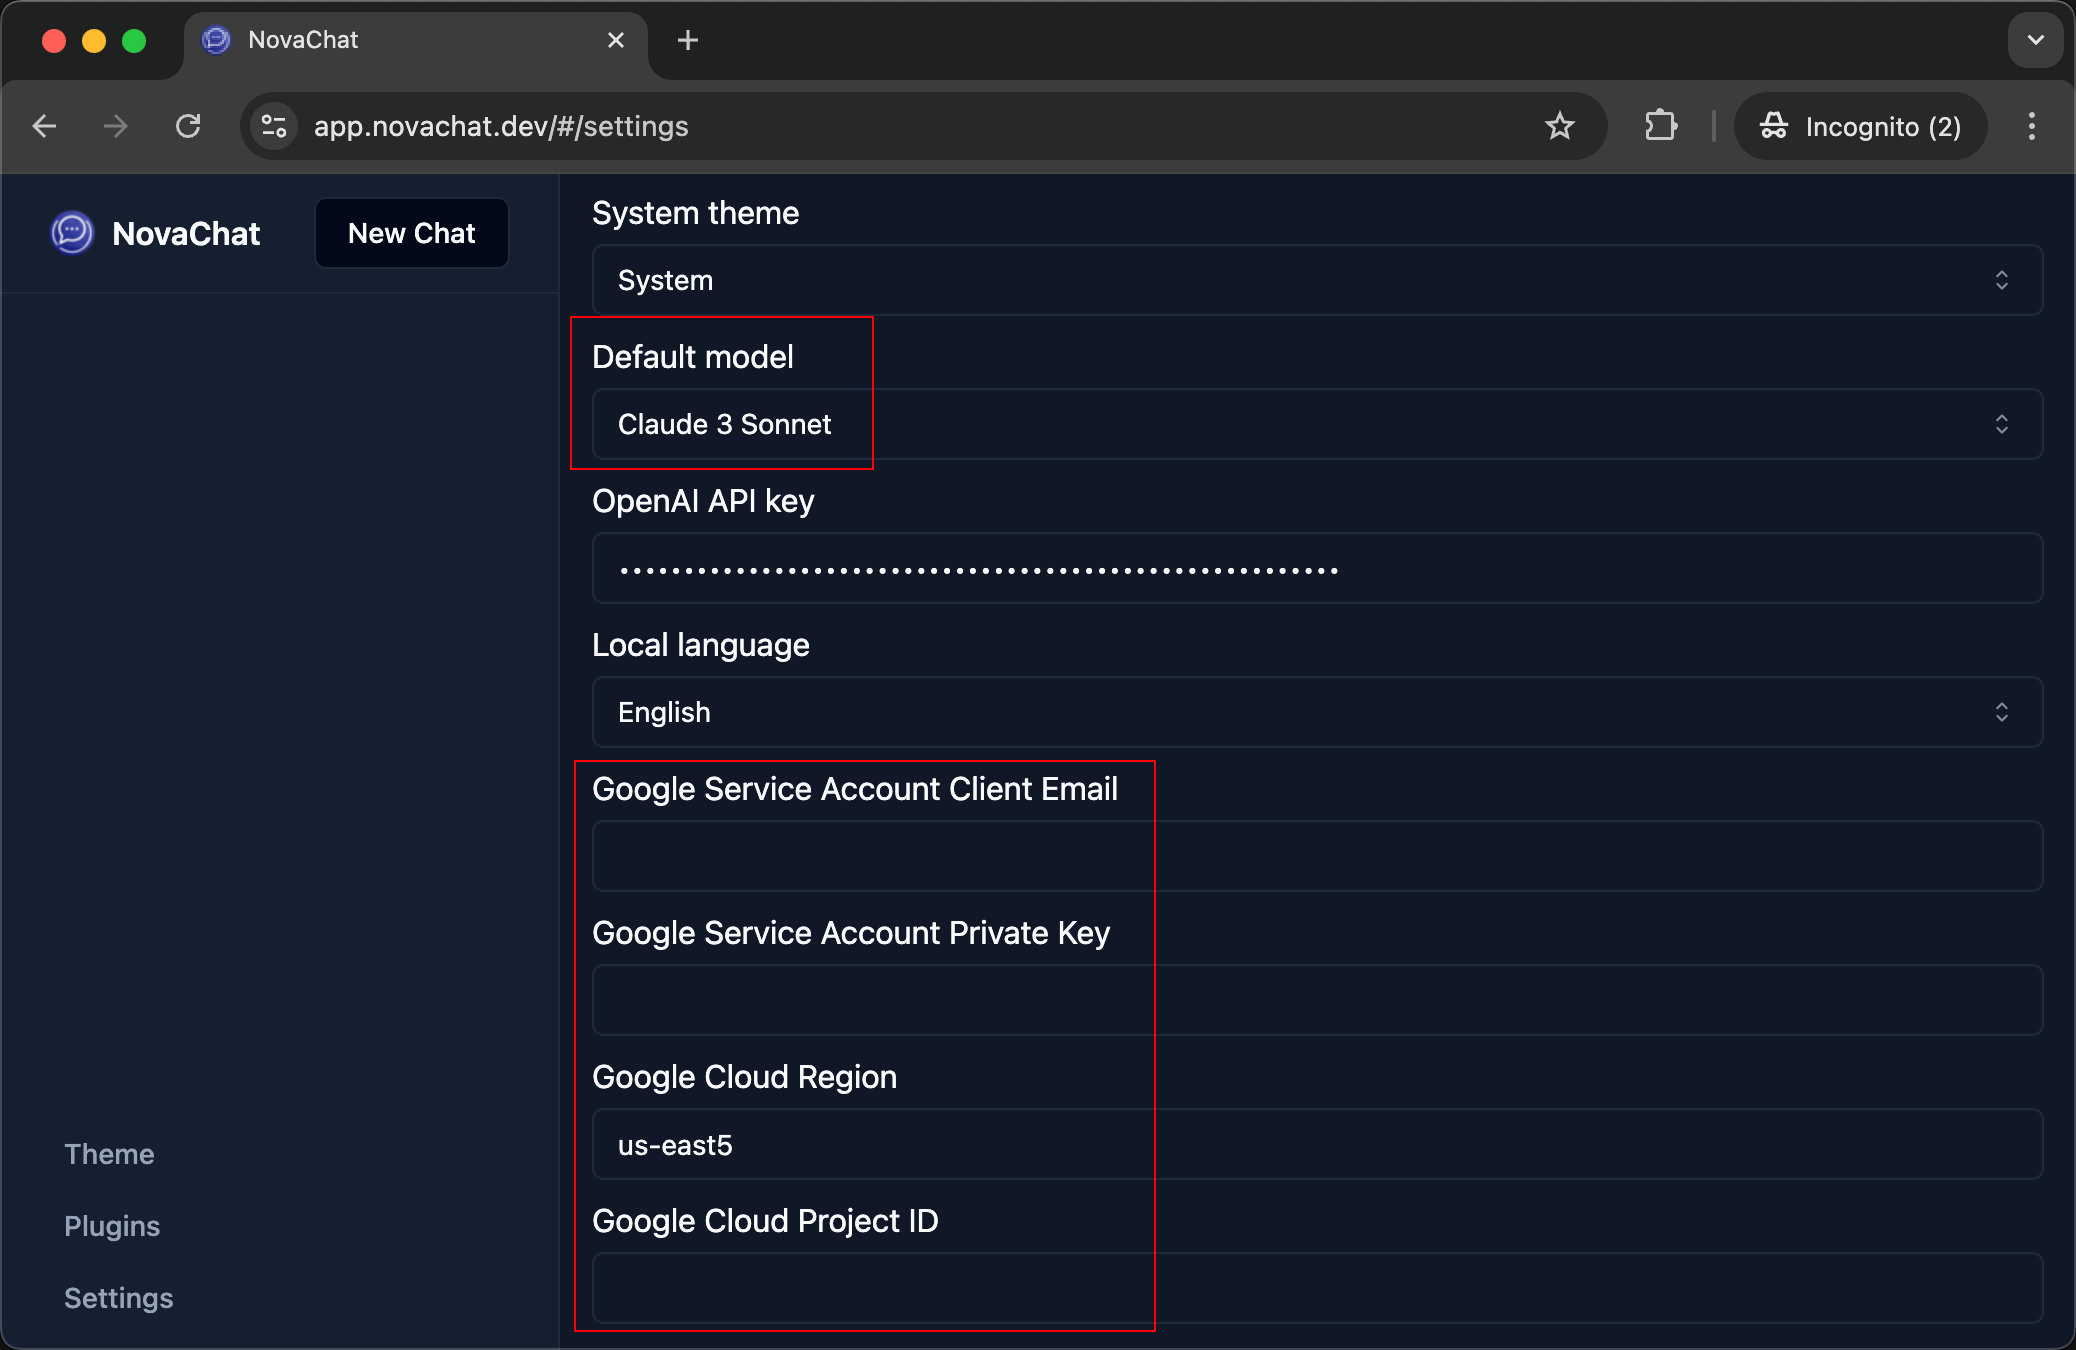 NovaChat
app.novachat.dev/#/settings
Incognito (2)
NovaChat
New Chat
System theme
System
Default model
Claude 3 Sonnet
OpenAI API key
••••••••••••••••••••••••••••••••••••••••••••••••••••••••
Local language
English
Google Service Account Client Email
Google Service Account Private Key
Google Cloud Region
us-east5
Google Cloud Project ID
Theme
Plugins
Settings